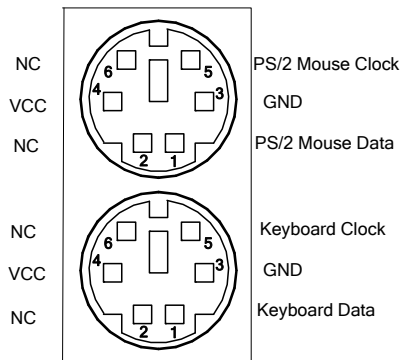 NC 6 5 PS/2 Mouse Clock
VCC 4 3 GND
NC 2 1 PS/2 Mouse Data
NC 6 5 Keyboard Clock
VCC 4 3 GND
NC 2 1 Keyboard Data